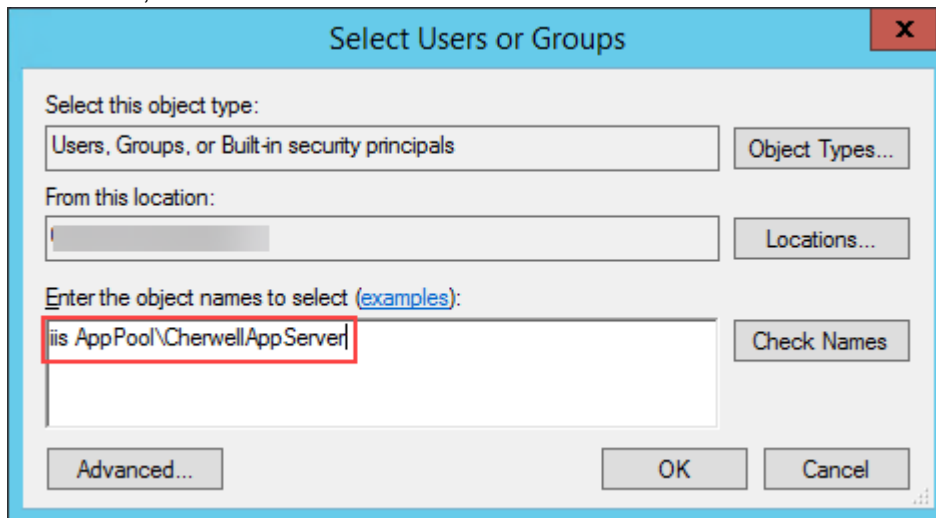 Select Users or Groups
x
Select this object type:
Users, Groups, or Built-in security principals
Object Types...
From this location:
Locations...
Enter the object names to select (examples):
iis AppPool\CherwellAppServer
Check Names
Advanced...
OK
Cancel